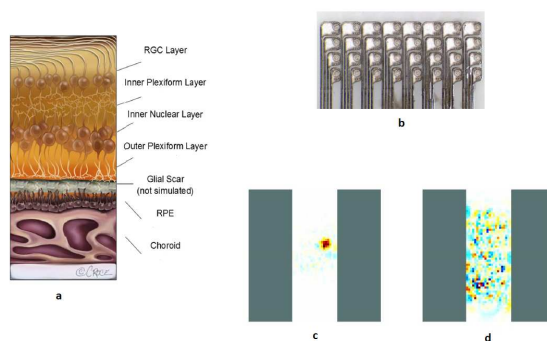 RGC Layer
Inner Plexiform Layer
Inner Nuclear Layer
Outer Plexiform Layer
Glial Scar
(not simulated)
RPE
Choroid
a
b
c
d